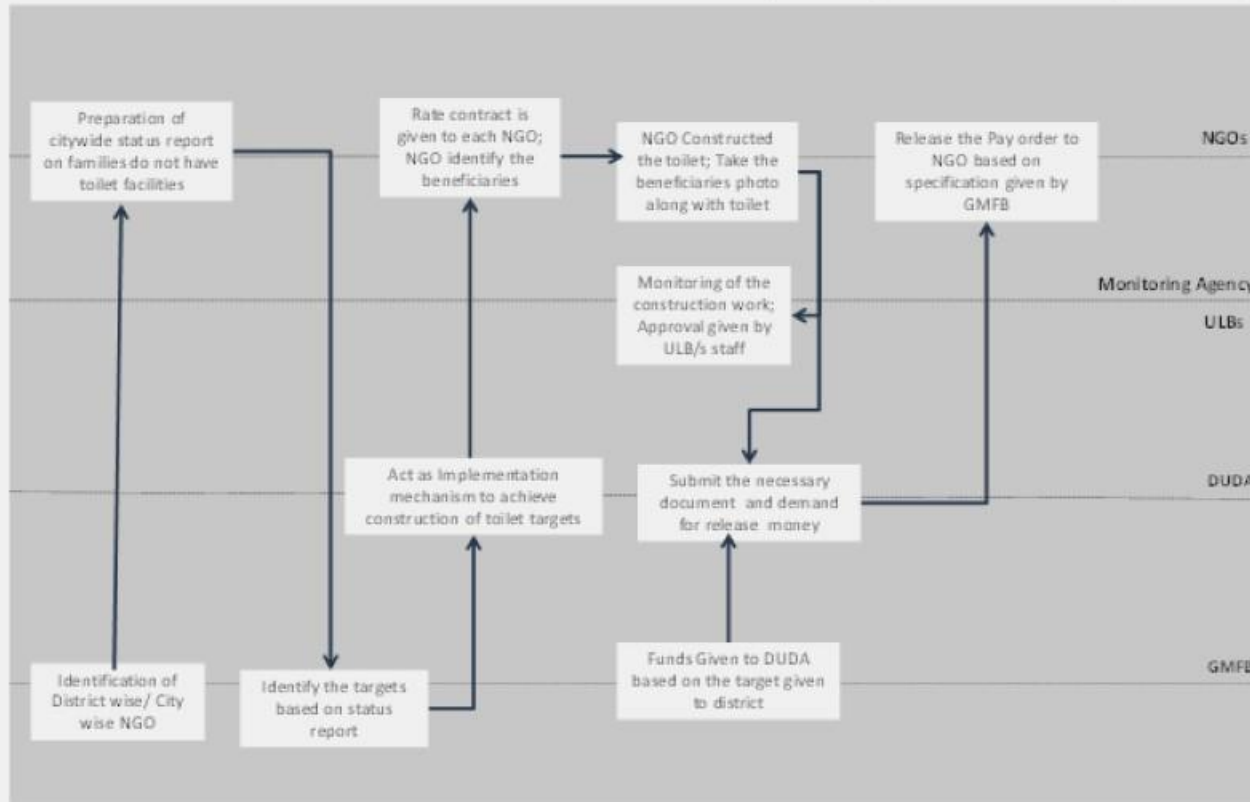 Preparation of
citywide status report
on families do not have
toilet facilities
Rate contract is
given to each NGO;
NGO identify the
beneficiaries
NGO Constructed
the toilet; Take the
beneficiaries photo
along with toilet
Release the Pay order to
NGO based on
specification given by
GMFB
NGOs
Monitoring of the
construction work;
Approval given by
ULB/s staff
Monitoring Agency
ULBs
Act as Implementation
mechanism to achieve
construction of toilet targets
Submit the necessary
document and demand
for release money
DUDA
Identification of
District wise/ City
wise NGO
Identify the targets
based on status
report
Funds Given to DUDA
based on the target given
to district
GMFB